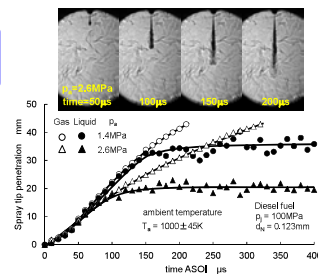 pa=2.6MPa
time=50µs
100µs
150µs
200µs
Gas Liquid pa
1.4MPa
2.6MPa
Spray tip penetration mm
50
40
30
20
10
0
ambient temperature
Ta = 1000±45K
Diesel fuel
pj = 100MPa
dN = 0.123mm
0 50 100 150 200 250 300 350 400
time ASOI µs